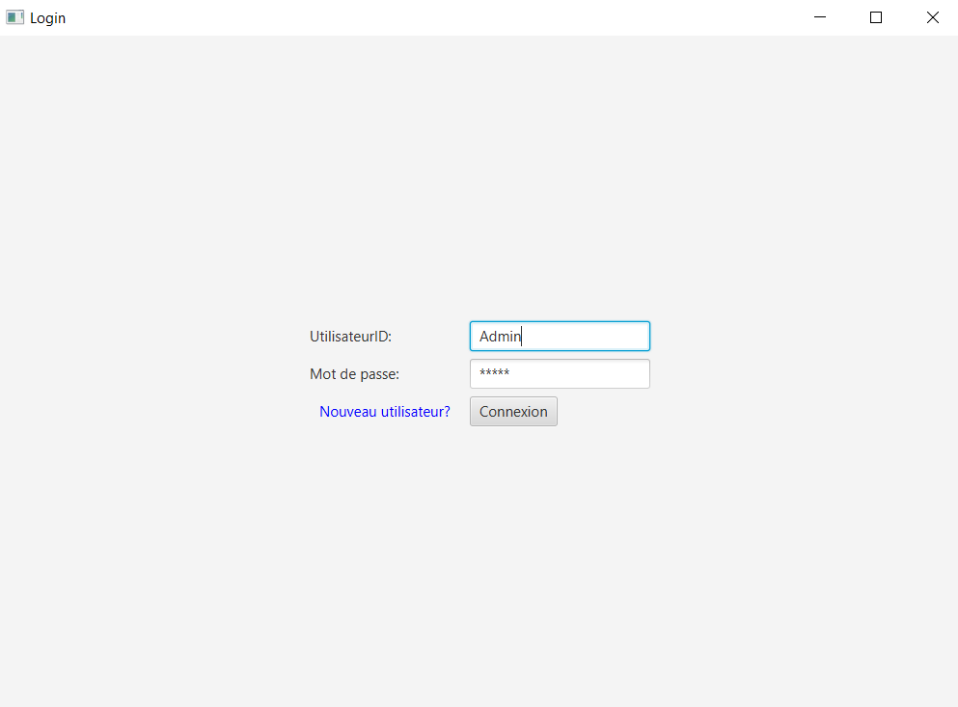 Login
UtilisateurID: Admin
Mot de passe: *****
Nouveau utilisateur? Connexion